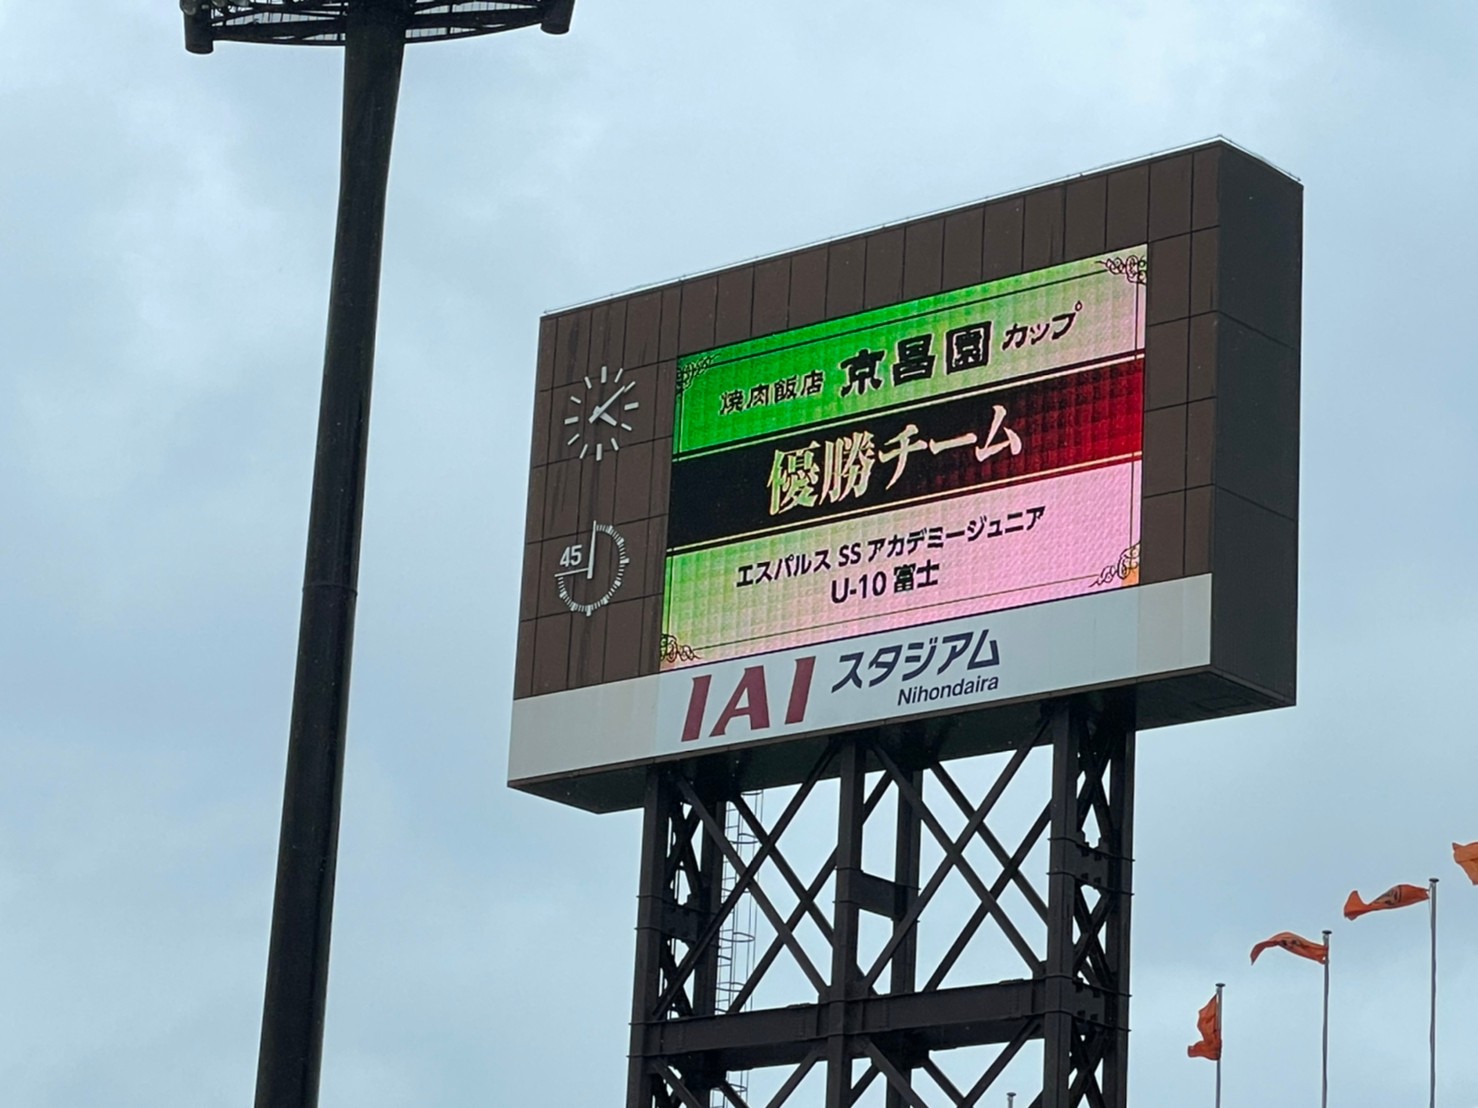 焼肉飯店 京昌園 カップ
優勝チーム
エスパルス SS アカデミージュニア
U-10 富士
45
IAI スタジアム
Nihondaira